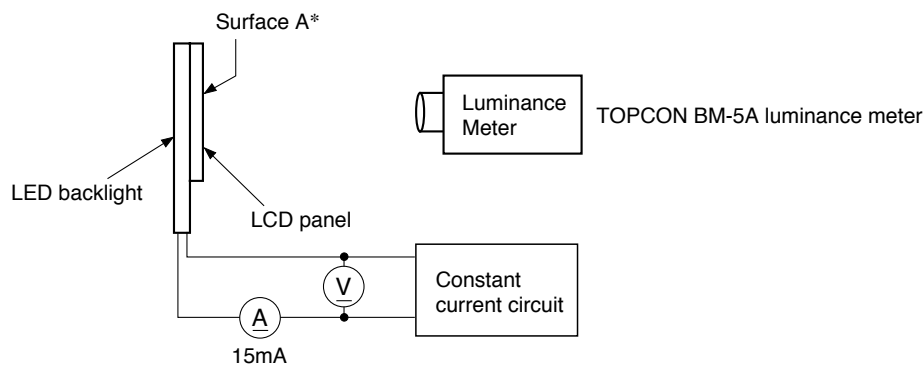 Surface A*
Luminance
Meter
TOPCON BM-5A luminance meter
LED backlight
LCD panel
V
Constant
current circuit
A
15mA